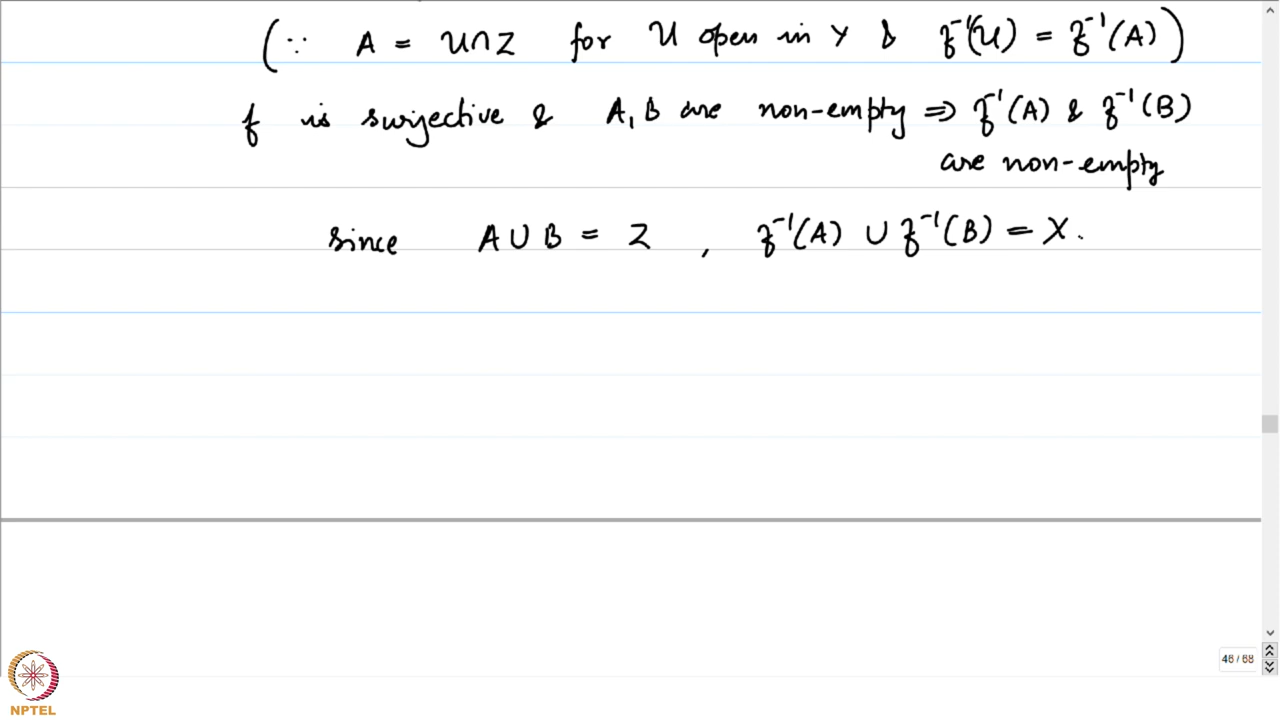 (∵ A = U∩Z for U open in Y & f⁻¹(U) = f⁻¹(A))
f is surjective & A, B are non-empty ⇒ f⁻¹(A) & f⁻¹(B)
are non-empty
since A ∪ B = Z , f⁻¹(A) ∪ f⁻¹(B) = X.
46 / 68
NPTEL